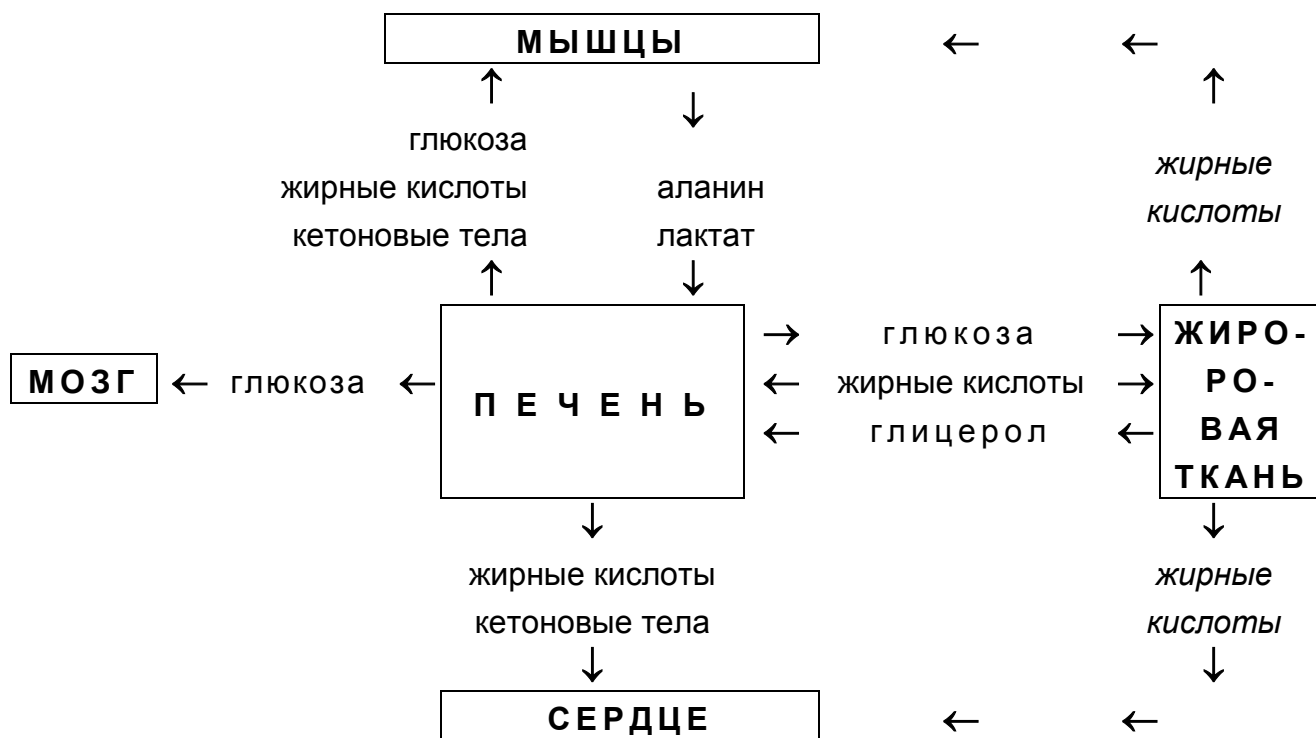 МЫШЦЫ ← ←
↑ ↓ ↑
глюкоза
жирные кислоты аланин жирные
кетоновые тела лактат кислоты
↑ ↓ ↑
→ глюкоза → ЖИРО-
МОЗГ ← глюкоза ← ПЕЧЕНЬ ← жирные кислоты → РО-
← глицерол ← ВАЯ
ТКАНЬ
↓ ↓
жирные кислоты жирные
кетоновые тела кислоты
↓ ↓
СЕРДЦЕ ← ←